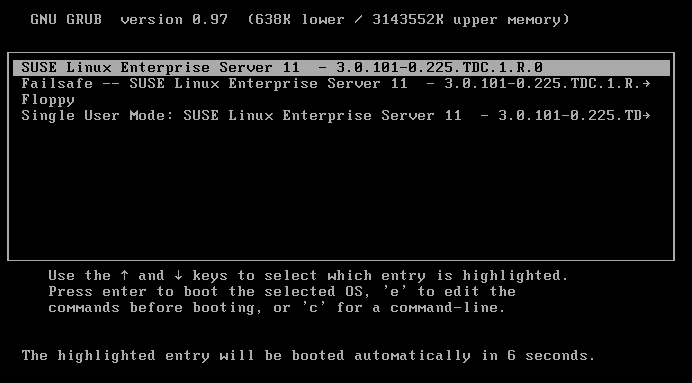 GNU GRUB  version 0.97  (638K lower / 3143552K upper memory)
SUSE Linux Enterprise Server 11  - 3.0.101-0.225.TDC.1.R.0
Failsafe -- SUSE Linux Enterprise Server 11  - 3.0.101-0.225.TDC.1.R.→
Floppy
Single User Mode: SUSE Linux Enterprise Server 11  - 3.0.101-0.225.TD→
Use the ↑ and ↓ keys to select which entry is highlighted.
Press enter to boot the selected OS, 'e' to edit the
commands before booting, or 'c' for a command-line.
The highlighted entry will be booted automatically in 6 seconds.